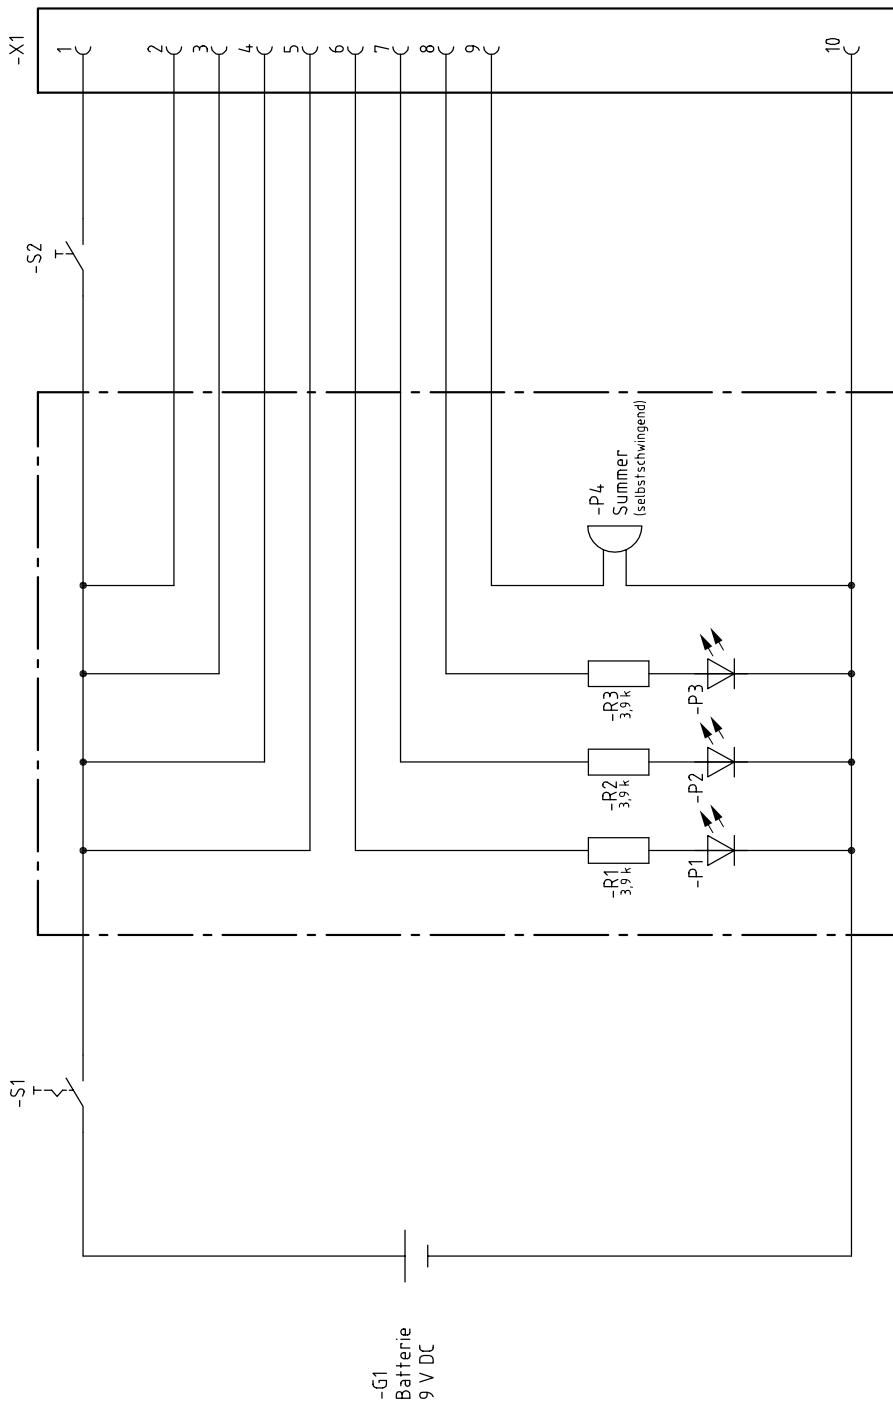 -X1
1
2
3
4
5
6
7
8
9
10
-S2
-P4
Summer
(selbstschwingend)
-R3
3,9 k
-P3
-R2
3,9 k
-P2
-R1
3,9 k
-P1
-S1
-G1
Batterie
9 V DC